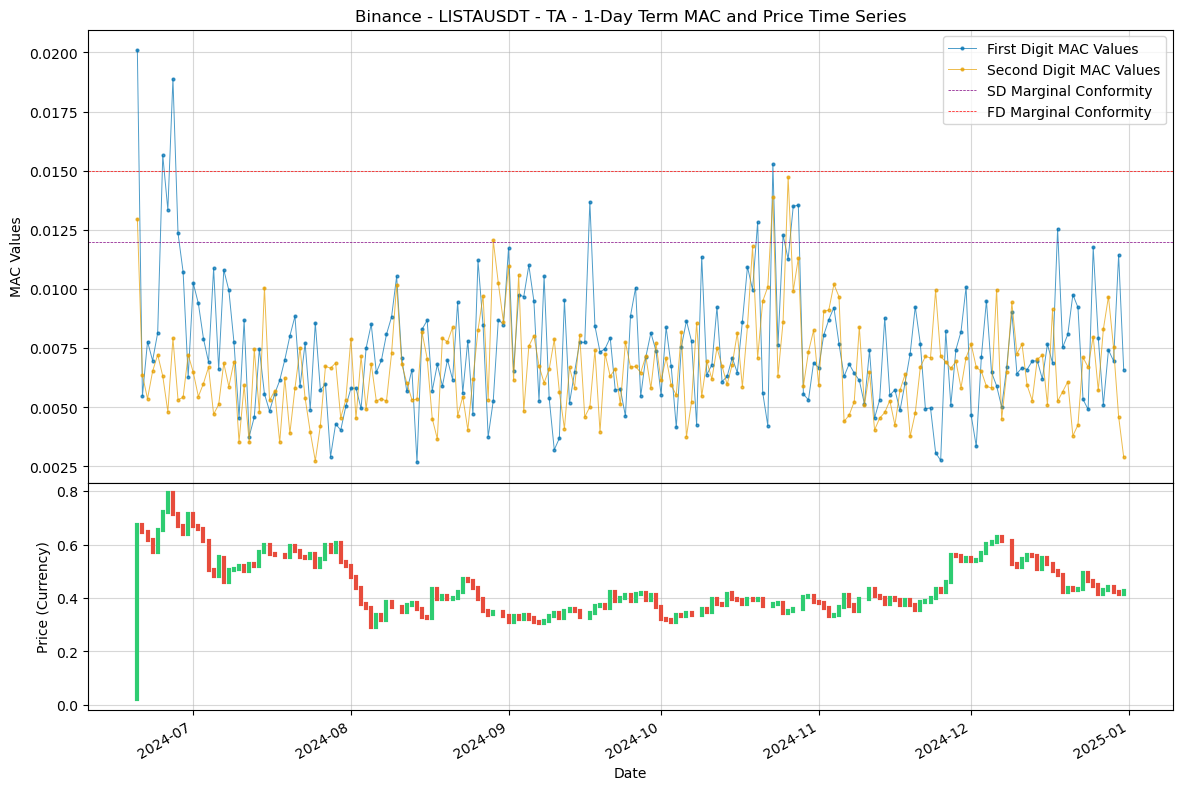 Binance - LISTAUSDT - TA - 1-Day Term MAC and Price Time Series
First Digit MAC Values
Second Digit MAC Values
SD Marginal Conformity
FD Marginal Conformity
MAC Values
0.0200
0.0175
0.0150
0.0125
0.0100
0.0075
0.0050
0.0025
Price (Currency)
0.8
0.6
0.4
0.2
0.0
2024-07
2024-08
2024-09
2024-10
2024-11
2024-12
2025-01
Date